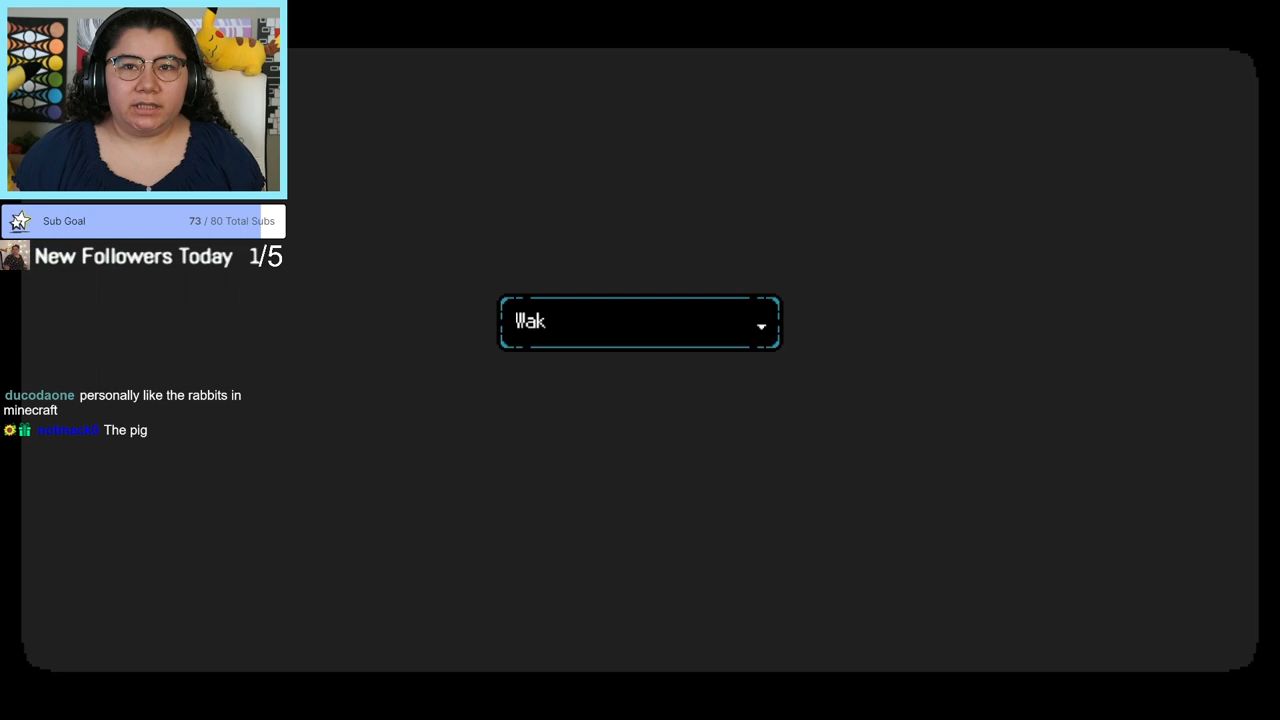 Sub Goal 73 / 80 Total Subs
New Followers Today 1/5
Wak
ducodaone personally like the rabbits in
minecraft
The pig